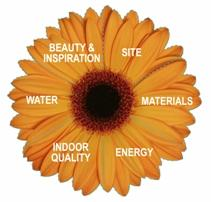 BEAUTY &
INSPIRATION
SITE
WATER
MATERIALS
INDOOR
QUALITY
ENERGY